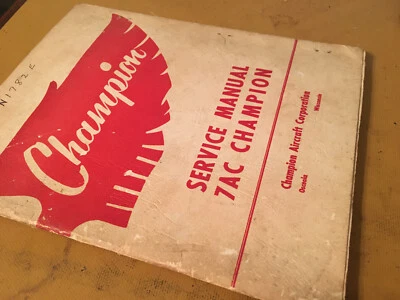 N1782E
Champion
SERVICE MANUAL
7AC CHAMPION
Champion Aircraft Corporation
Osceola Wisconsin